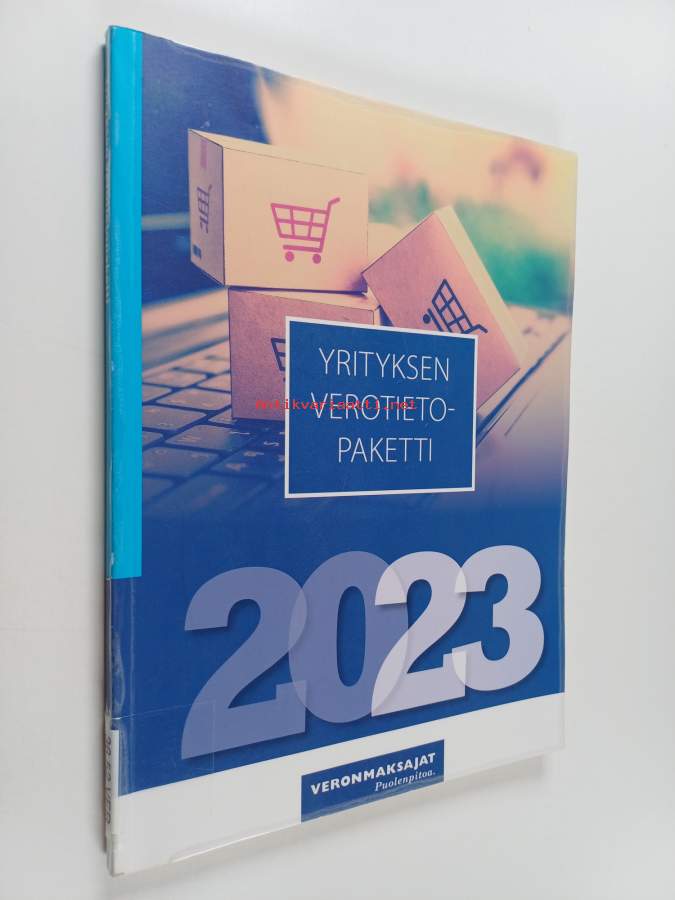 YRITYKSEN
VEROTIETO-
PAKETTI
antikvariaatti.net
2023
VERONMAKSAJAT
Puolenpitoa.